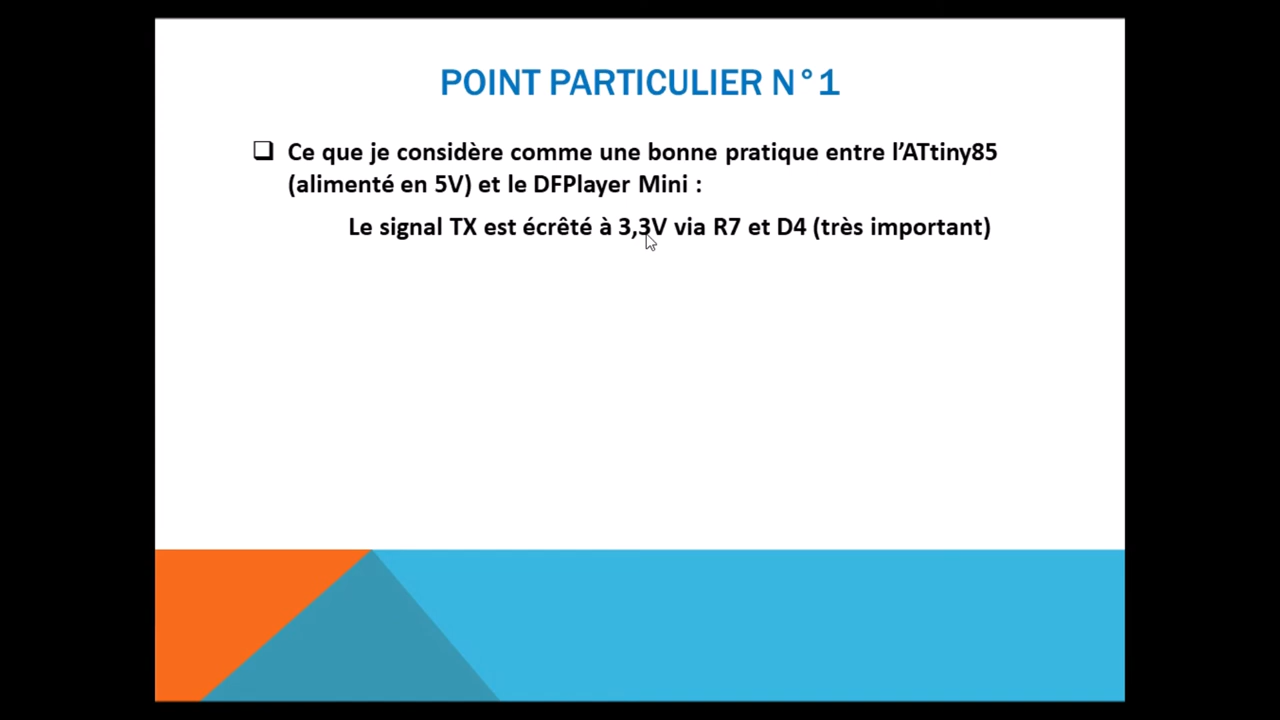 POINT PARTICULIER N°1
Ce que je considère comme une bonne pratique entre l’ATtiny85
(alimenté en 5V) et le DFPlayer Mini :
Le signal TX est écrêté à 3,3V via R7 et D4 (très important)